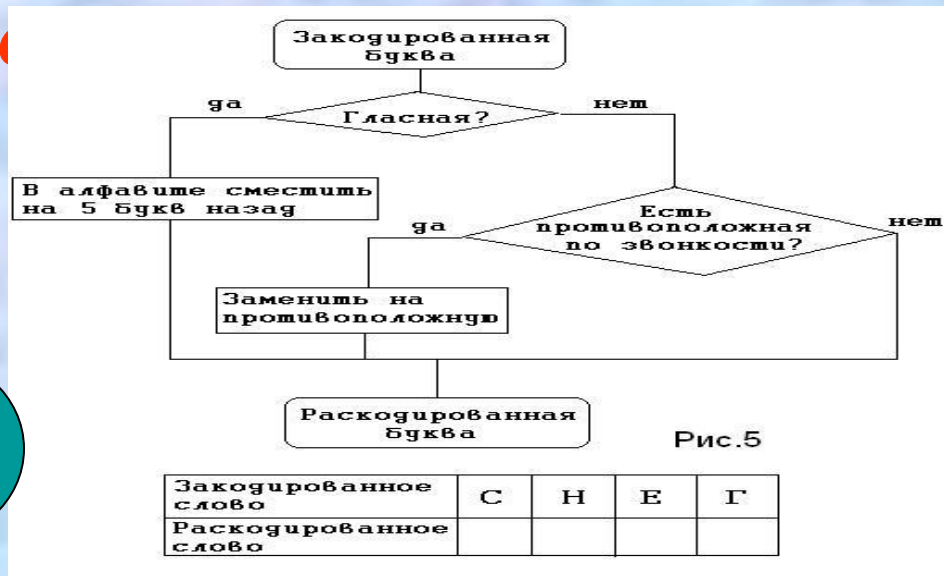 Закодированная
буква
да
нет
Гласная?
В алфавите сместить
на 5 букв назад
да
Есть
противоположная
по звонкости?
нет
Заменить на
противоположную
Раскодированная
буква
Рис.5
Закодированное
слово
С Н Е Г
Раскодированное
слово